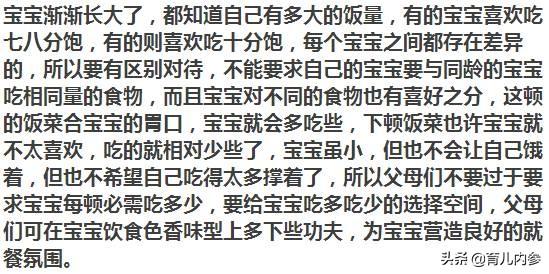 宝宝渐渐长大了，都知道自己有多大的饭量，有的宝宝喜欢吃
七八分饱，有的则喜欢吃十分饱，每个宝宝之间都存在差异
的，所以要有区别对待，不能要求自己的宝宝要与同龄的宝宝
吃相同量的食物，而且宝宝对不同的食物也有喜好之分，这顿
的饭菜合宝宝的胃口，宝宝就会多吃些，下顿饭菜也许宝宝就
不太喜欢，吃的就相对少些了，宝宝虽小，但也不会让自己饿
着，但也不希望自己吃得太多撑着了，所以父母们不要过于要
求宝宝每顿必需吃多少，要给宝宝吃多吃少的选择空间，父母
们可在宝宝饮食色香味型上多下些功夫，为宝宝营造良好的就
餐氛围。
头条 @育儿内参